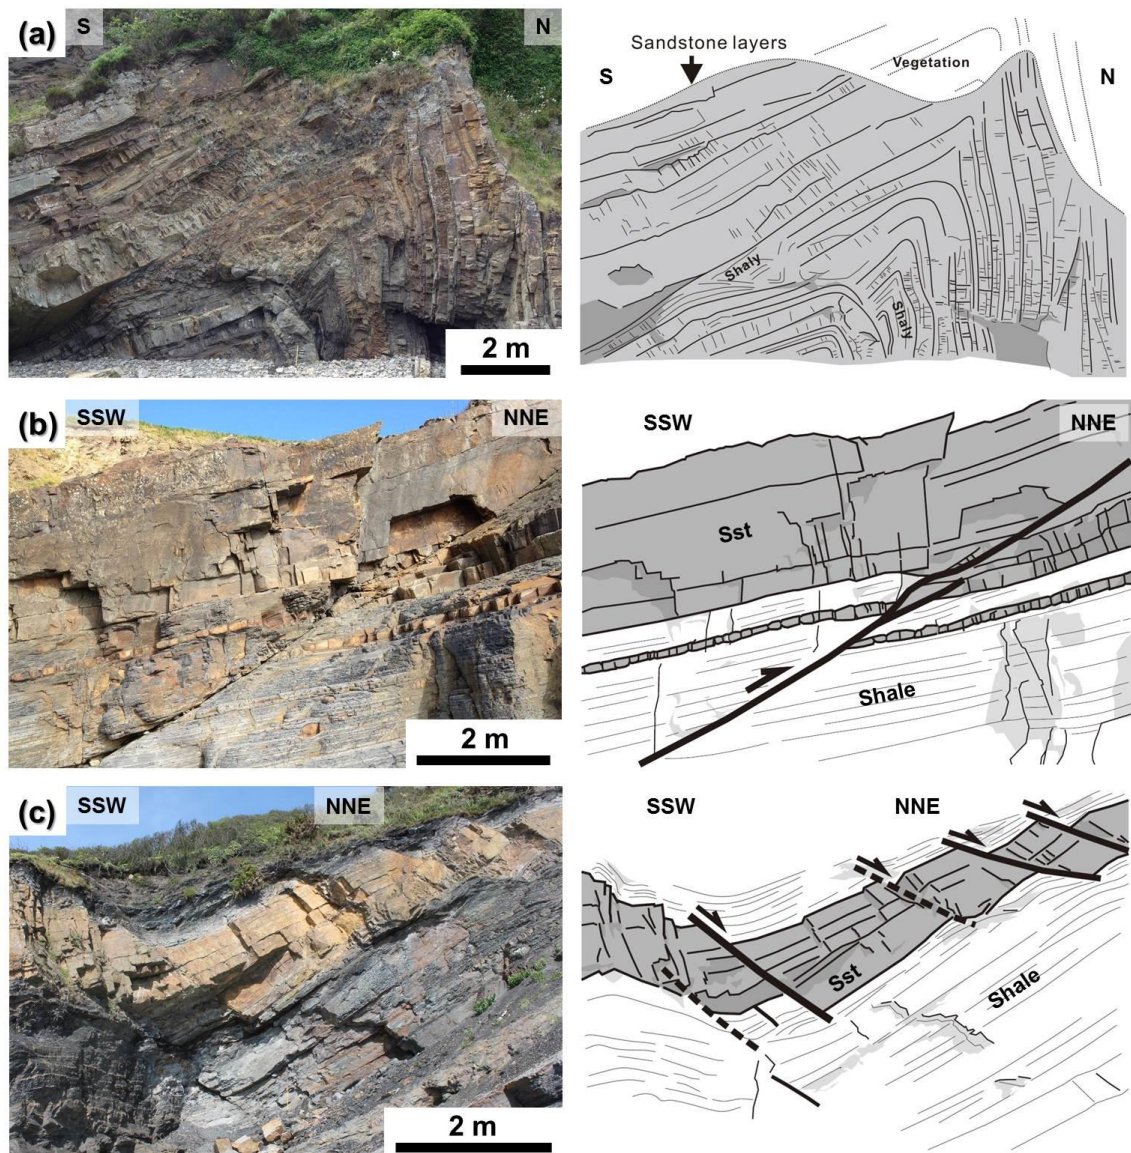 (a) S N
2 m
Sandstone layers
S
Vegetation
N
Shaly
Shaly
(b) SSW NNE
2 m
SSW NNE
Sst
Shale
(c) SSW NNE
2 m
SSW NNE
Sst
Shale